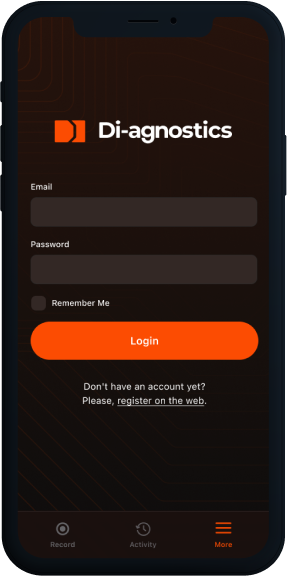 Di-agnostics
Email
Password
Remember Me
Login
Don't have an account yet?
Please, register on the web.
Record
Activity
More